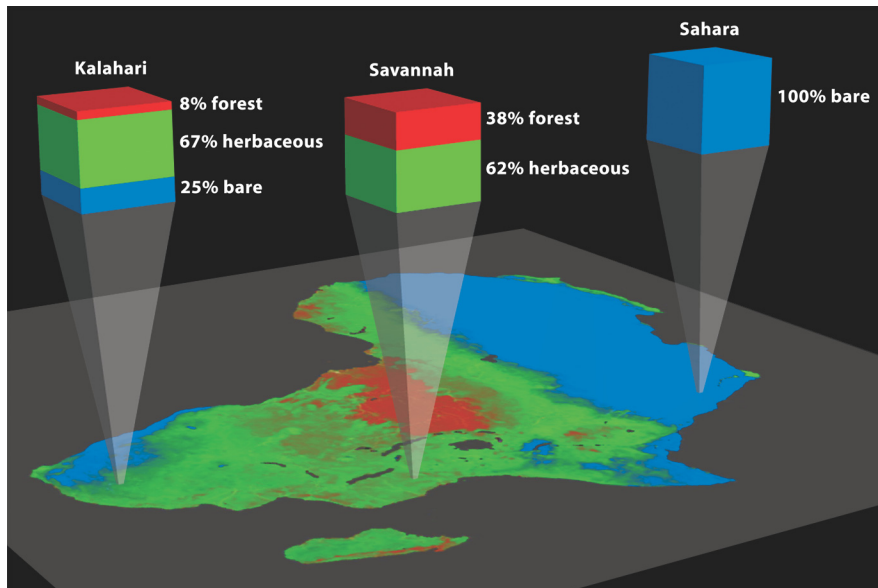 Kalahari
8% forest
67% herbaceous
25% bare
Savannah
38% forest
62% herbaceous
Sahara
100% bare